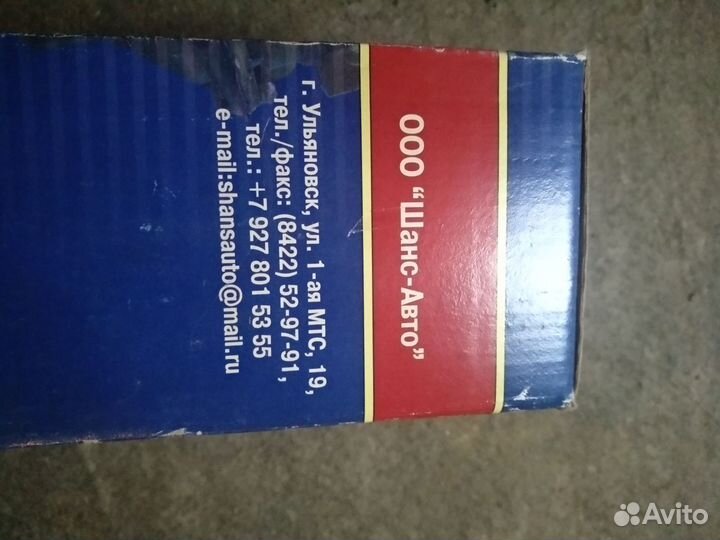 ООО "Шанс-Авто"
г. Ульяновск, ул. 1-ая МТС, 19,
тел./факс: (8422) 52-97-91,
тел.: +7 927 801 53 55
e-mail:shansauto@mail.ru
Avito